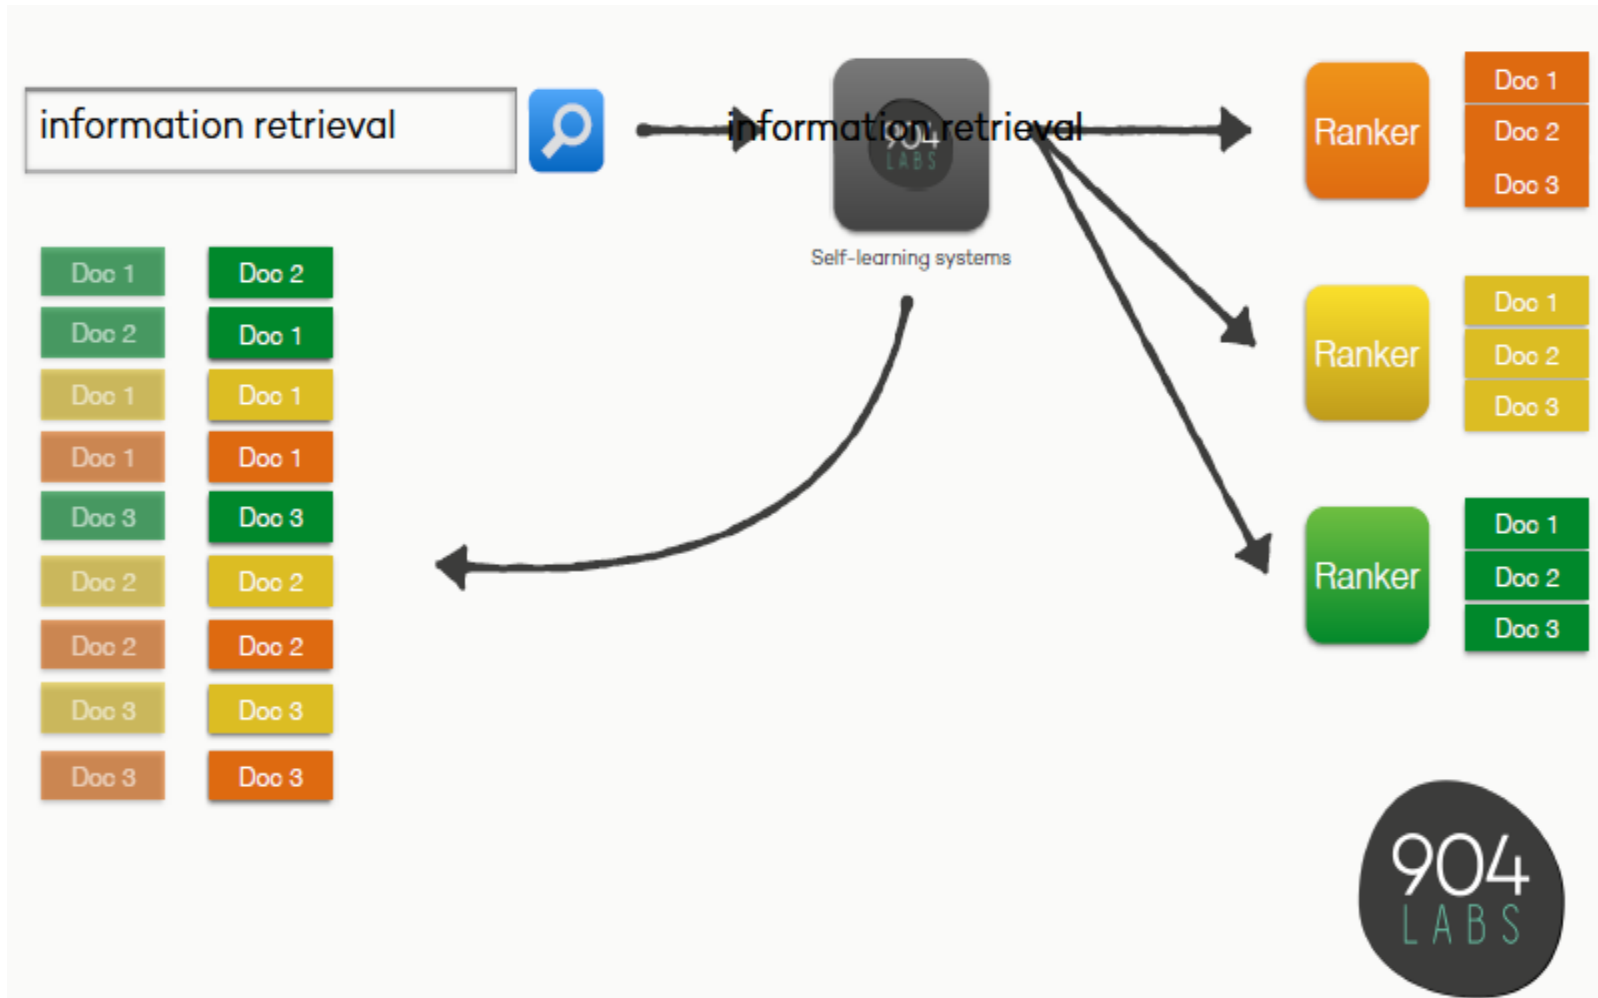 information retrieval
information retrieval
904
LABS
Self-learning systems
Ranker
Doc 1
Doc 2
Doc 3
Ranker
Doc 1
Doc 2
Doc 3
Ranker
Doc 1
Doc 2
Doc 3
Doc 1 Doc 2
Doc 2 Doc 1
Doc 1 Doc 1
Doc 1 Doc 1
Doc 3 Doc 3
Doc 2 Doc 2
Doc 2 Doc 2
Doc 3 Doc 3
Doc 3 Doc 3
904
LABS